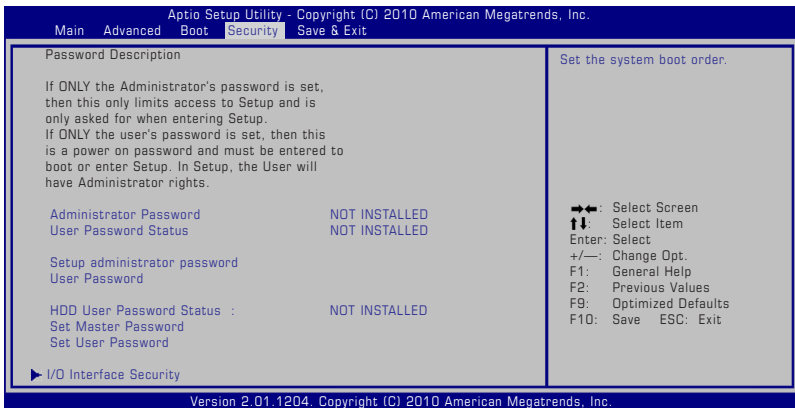 Aptio Setup Utility - Copyright (C) 2010 American Megatrends, Inc.
Main Advanced Boot Security Save & Exit
Password Description
If ONLY the Administrator's password is set,
then this only limits access to Setup and is
only asked for when entering Setup.
If ONLY the user's password is set, then this
is a power on password and must be entered to
boot or enter Setup. In Setup, the User will
have Administrator rights.
Administrator Password NOT INSTALLED
User Password Status NOT INSTALLED
Setup administrator password
User Password
HDD User Password Status : NOT INSTALLED
Set Master Password
Set User Password
I/O Interface Security
Set the system boot order.
→←: Select Screen
↑↓: Select Item
Enter: Select
+/—: Change Opt.
F1: General Help
F2: Previous Values
F9: Optimized Defaults
F10: Save ESC: Exit
Version 2.01.1204. Copyright (C) 2010 American Megatrends, Inc.